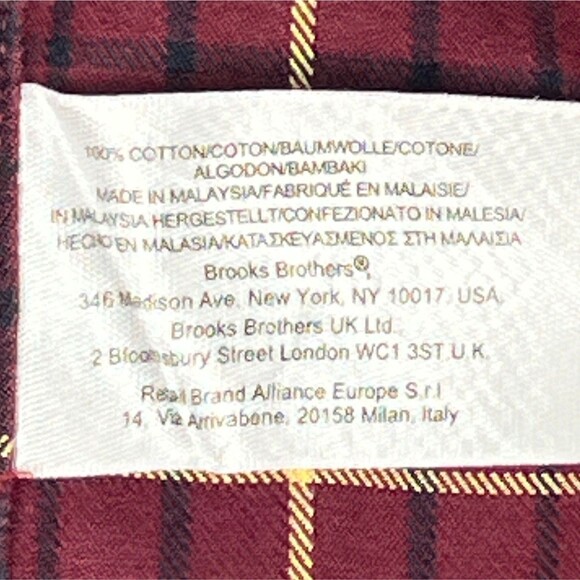 100% COTTON/COTON/BAUMWOLLE/COTONE/
ALGODON/BAMBAKI
MADE IN MALAYSIA/FABRIQUÉ EN MALAISIE/
IN MALAYSIA HERGESTELLT/CONFEZIONATO IN MALESIA/
HECHO EN MALASIA/ΚΑΤΑΣΚΕΥΑΣΜΕΝΟΣ ΣΤΗ ΜΑΛΑΙΣΙΑ
Brooks Brothers®,
346 Madison Ave, New York, NY 10017, USA
Brooks Brothers UK Ltd.
2 Bloomsbury Street London WC1 3ST U.K.
Retail Brand Alliance Europe S.r.l
14, Via Arrivabene, 20158 Milan, Italy